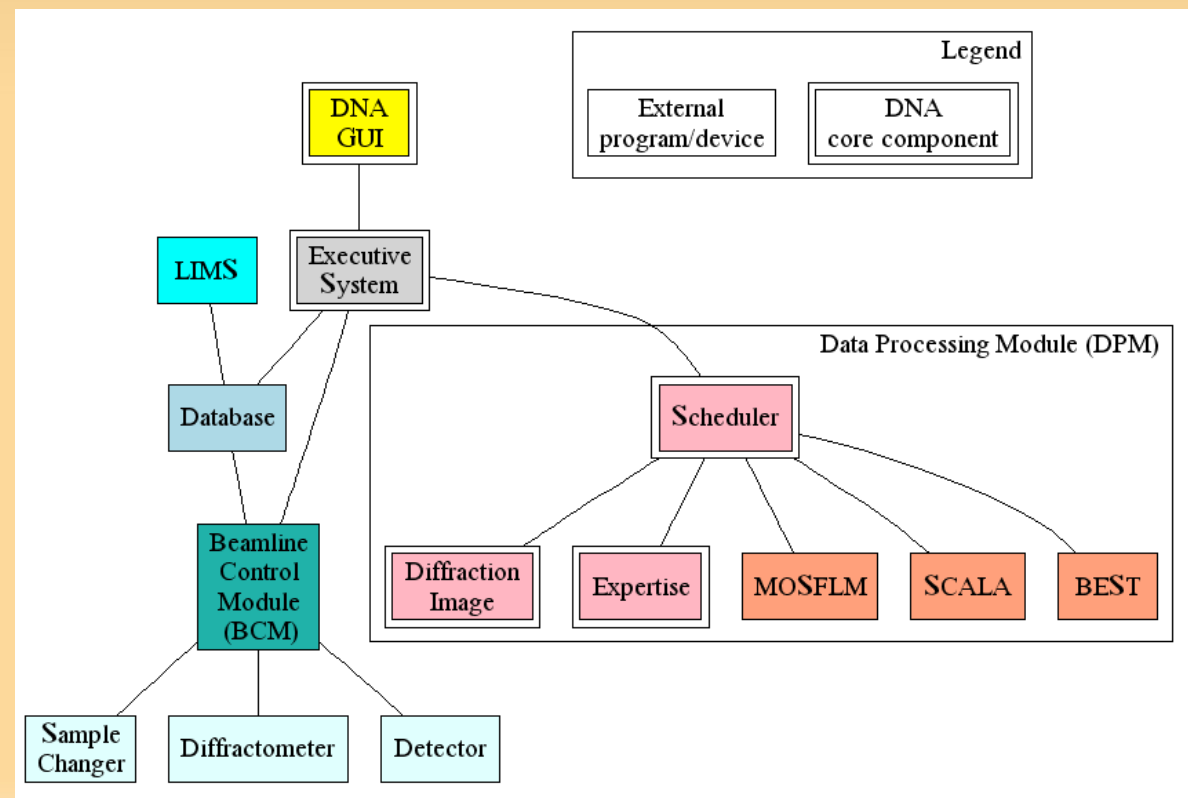 Legend
External
program/device
DNA
core component
DNA
GUI
LIMS
Executive
System
Data Processing Module (DPM)
Database
Scheduler
Beamline
Control
Module
(BCM)
Diffraction
Image
Expertise
MOSFLM
SCALA
BEST
Sample
Changer
Diffractometer
Detector